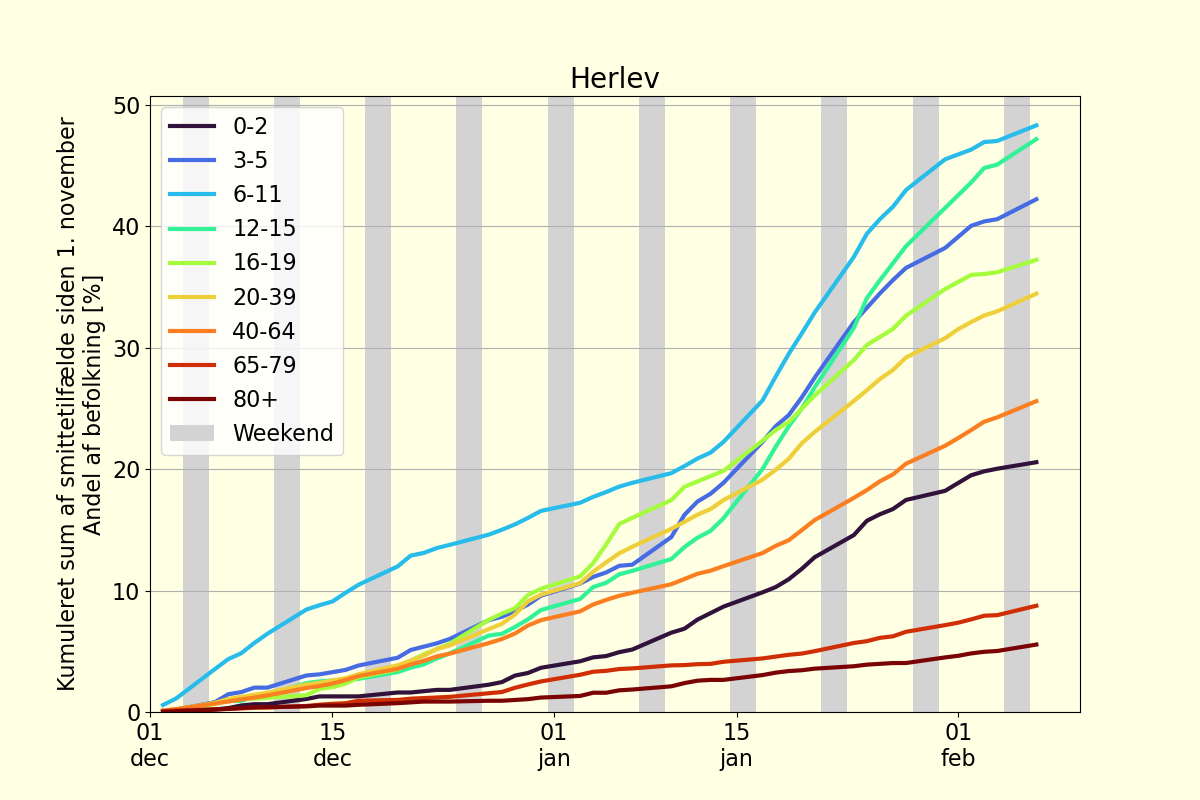 Herlev
Kumuleret sum af smittetilfælde siden 1. november
Andel af befolkning [%]
50
40
30
20
10
0
0-2
3-5
6-11
12-15
16-19
20-39
40-64
65-79
80+
Weekend
01
dec
15
dec
01
jan
15
jan
01
feb